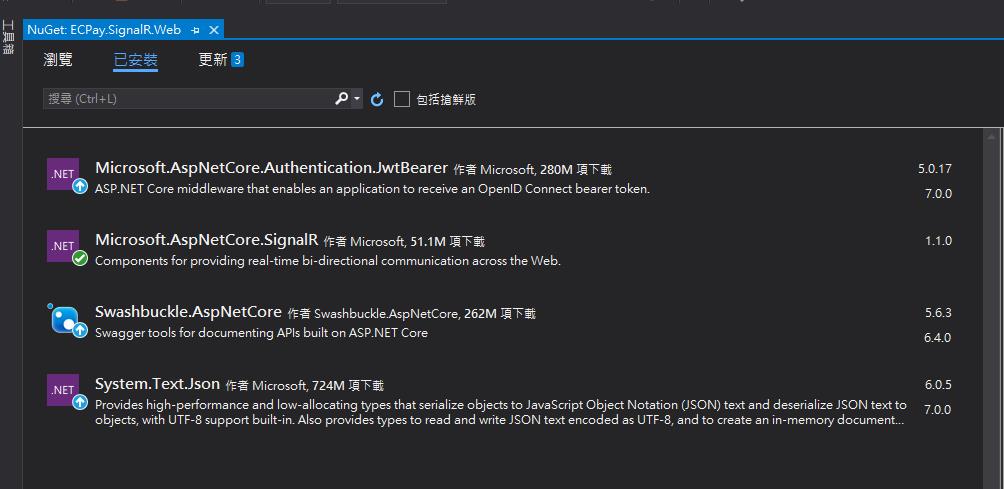 工具箱
NuGet: ECPay.SignalR.Web
瀏覽 已安裝 更新 3
搜尋 (Ctrl+L) 包括搶鮮版
.NET Microsoft.AspNetCore.Authentication.JwtBearer 作者 Microsoft, 280M 項下載 5.0.17
ASP.NET Core middleware that enables an application to receive an OpenID Connect bearer token. 7.0.0
.NET Microsoft.AspNetCore.SignalR 作者 Microsoft, 51.1M 項下載 1.1.0
Components for providing real-time bi-directional communication across the Web.
Swashbuckle.AspNetCore 作者 Swashbuckle.AspNetCore, 262M 項下載 5.6.3
Swagger tools for documenting APIs built on ASP.NET Core 6.4.0
.NET System.Text.Json 作者 Microsoft, 724M 項下載 6.0.5
Provides high-performance and low-allocating types that serialize objects to JavaScript Object Notation (JSON) text and deserialize JSON text to 7.0.0
objects, with UTF-8 support built-in. Also provides types to read and write JSON text encoded as UTF-8, and to create an in-memory document...